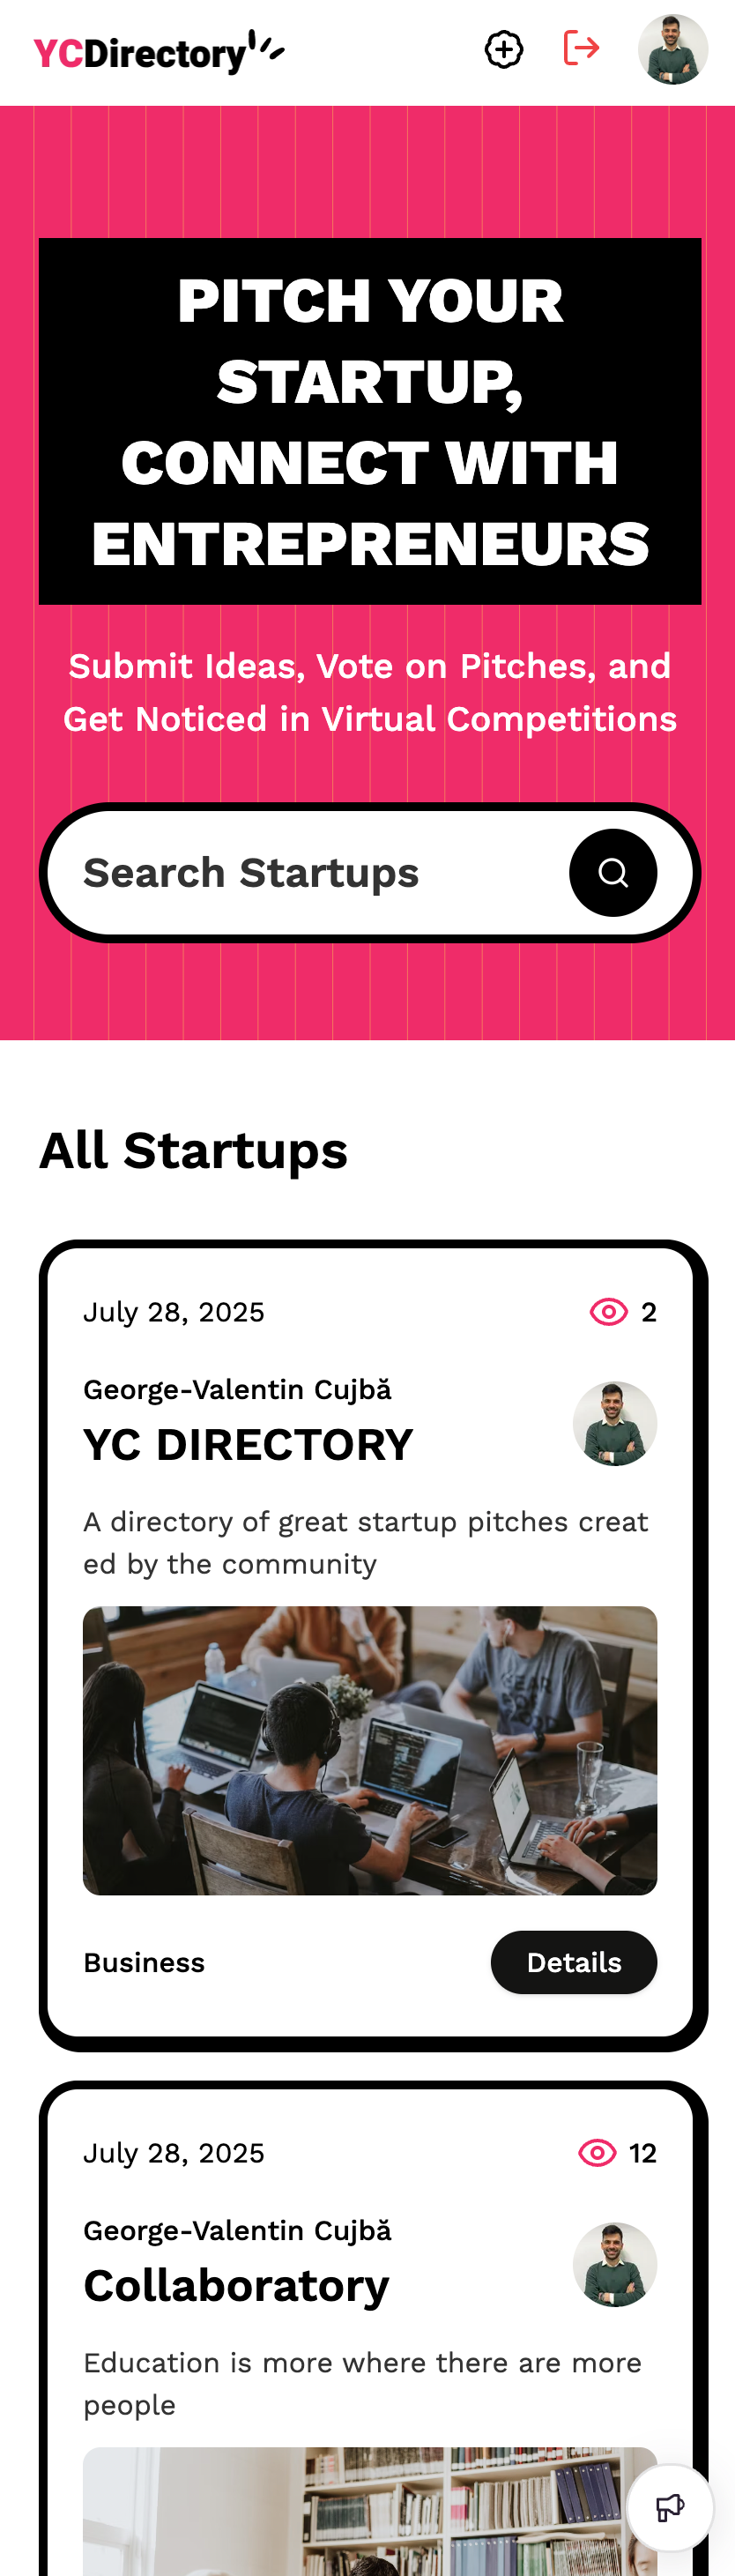 YCDirectory
PITCH YOUR
STARTUP,
CONNECT WITH
ENTREPRENEURS
Submit Ideas, Vote on Pitches, and
Get Noticed in Virtual Competitions
Search Startups
All Startups
July 28, 2025 2
George-Valentin Cujbă
YC DIRECTORY
A directory of great startup pitches creat
ed by the community
Business Details
July 28, 2025 12
George-Valentin Cujbă
Collaboratory
Education is more where there are more
people